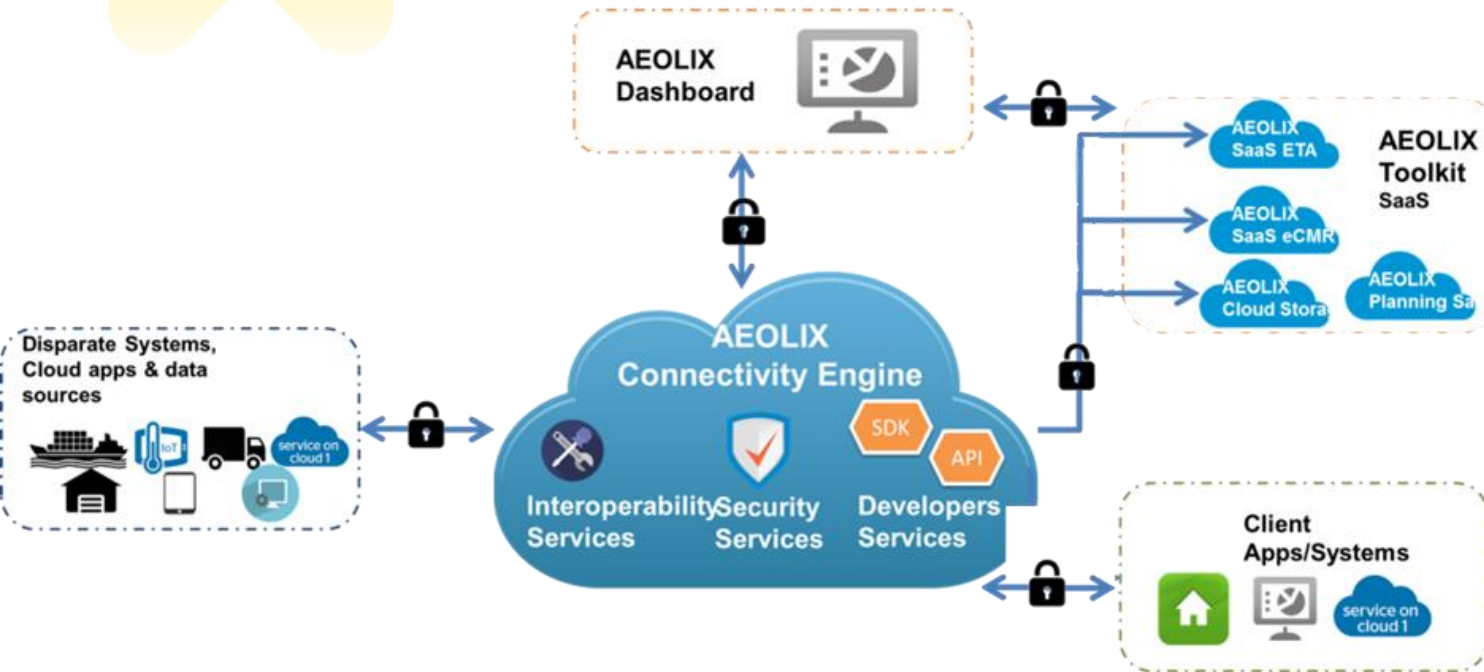 AEOLIX
Dashboard
AEOLIX
SaaS ETA
AEOLIX
Toolkit
SaaS
AEOLIX
SaaS eCMR
AEOLIX
Cloud Stora
AEOLIX
Planning Sa
Disparate Systems,
Cloud apps & data
sources
IoT
service on
cloud 1
AEOLIX
Connectivity Engine
SDK
API
Interoperability
Services
Security
Services
Developers
Services
Client
Apps/Systems
service on
cloud 1